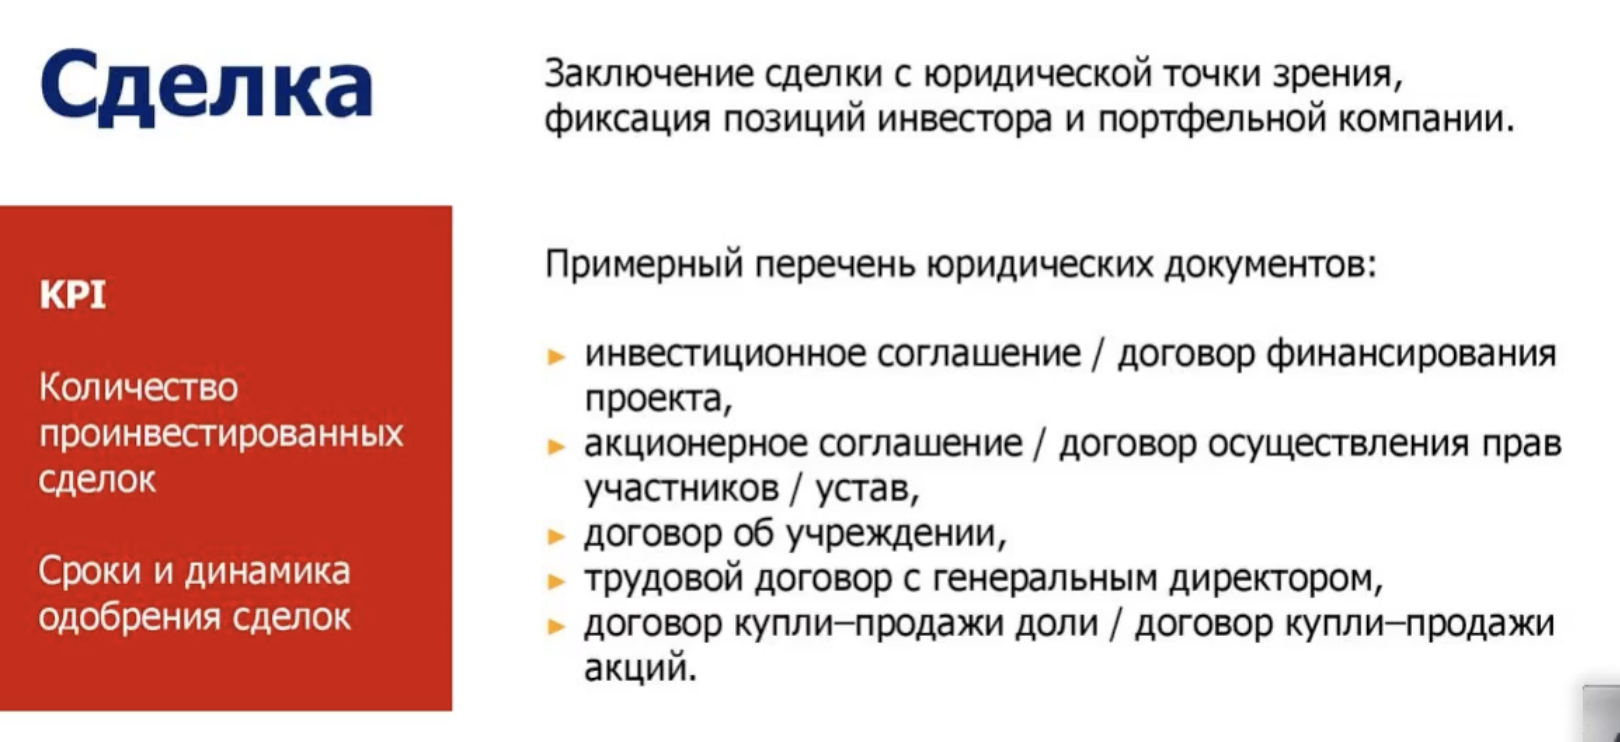 Сделка
Заключение сделки с юридической точки зрения,
фиксация позиций инвестора и портфельной компании.
KPI
Количество
проинвестированных
сделок
Сроки и динамика
одобрения сделок
Примерный перечень юридических документов:
► инвестиционное соглашение / договор финансирования
проекта,
► акционерное соглашение / договор осуществления прав
участников / устав,
► договор об учреждении,
► трудовой договор с генеральным директором,
► договор купли–продажи доли / договор купли–продажи
акций.